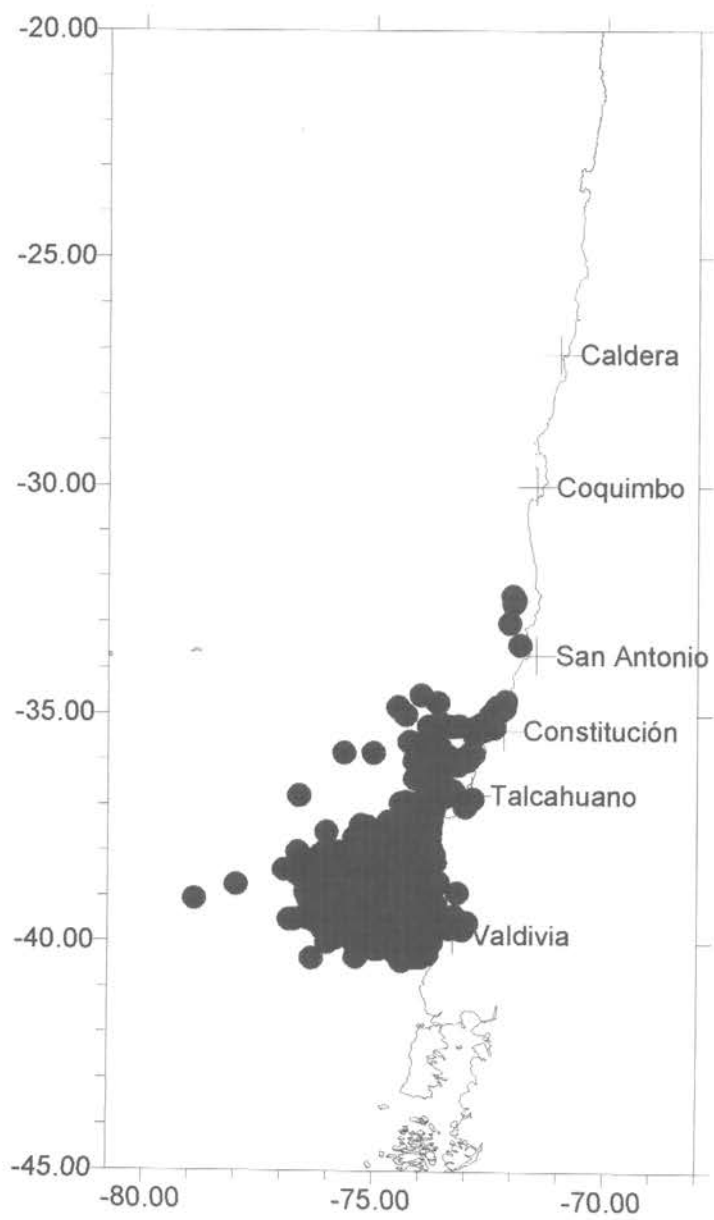 -20.00
-25.00
Caldera
-30.00
Coquimbo
San Antonio
-35.00
Constitución
Talcahuano
Valdivia
-40.00
-45.00
-80.00
-75.00
-70.00